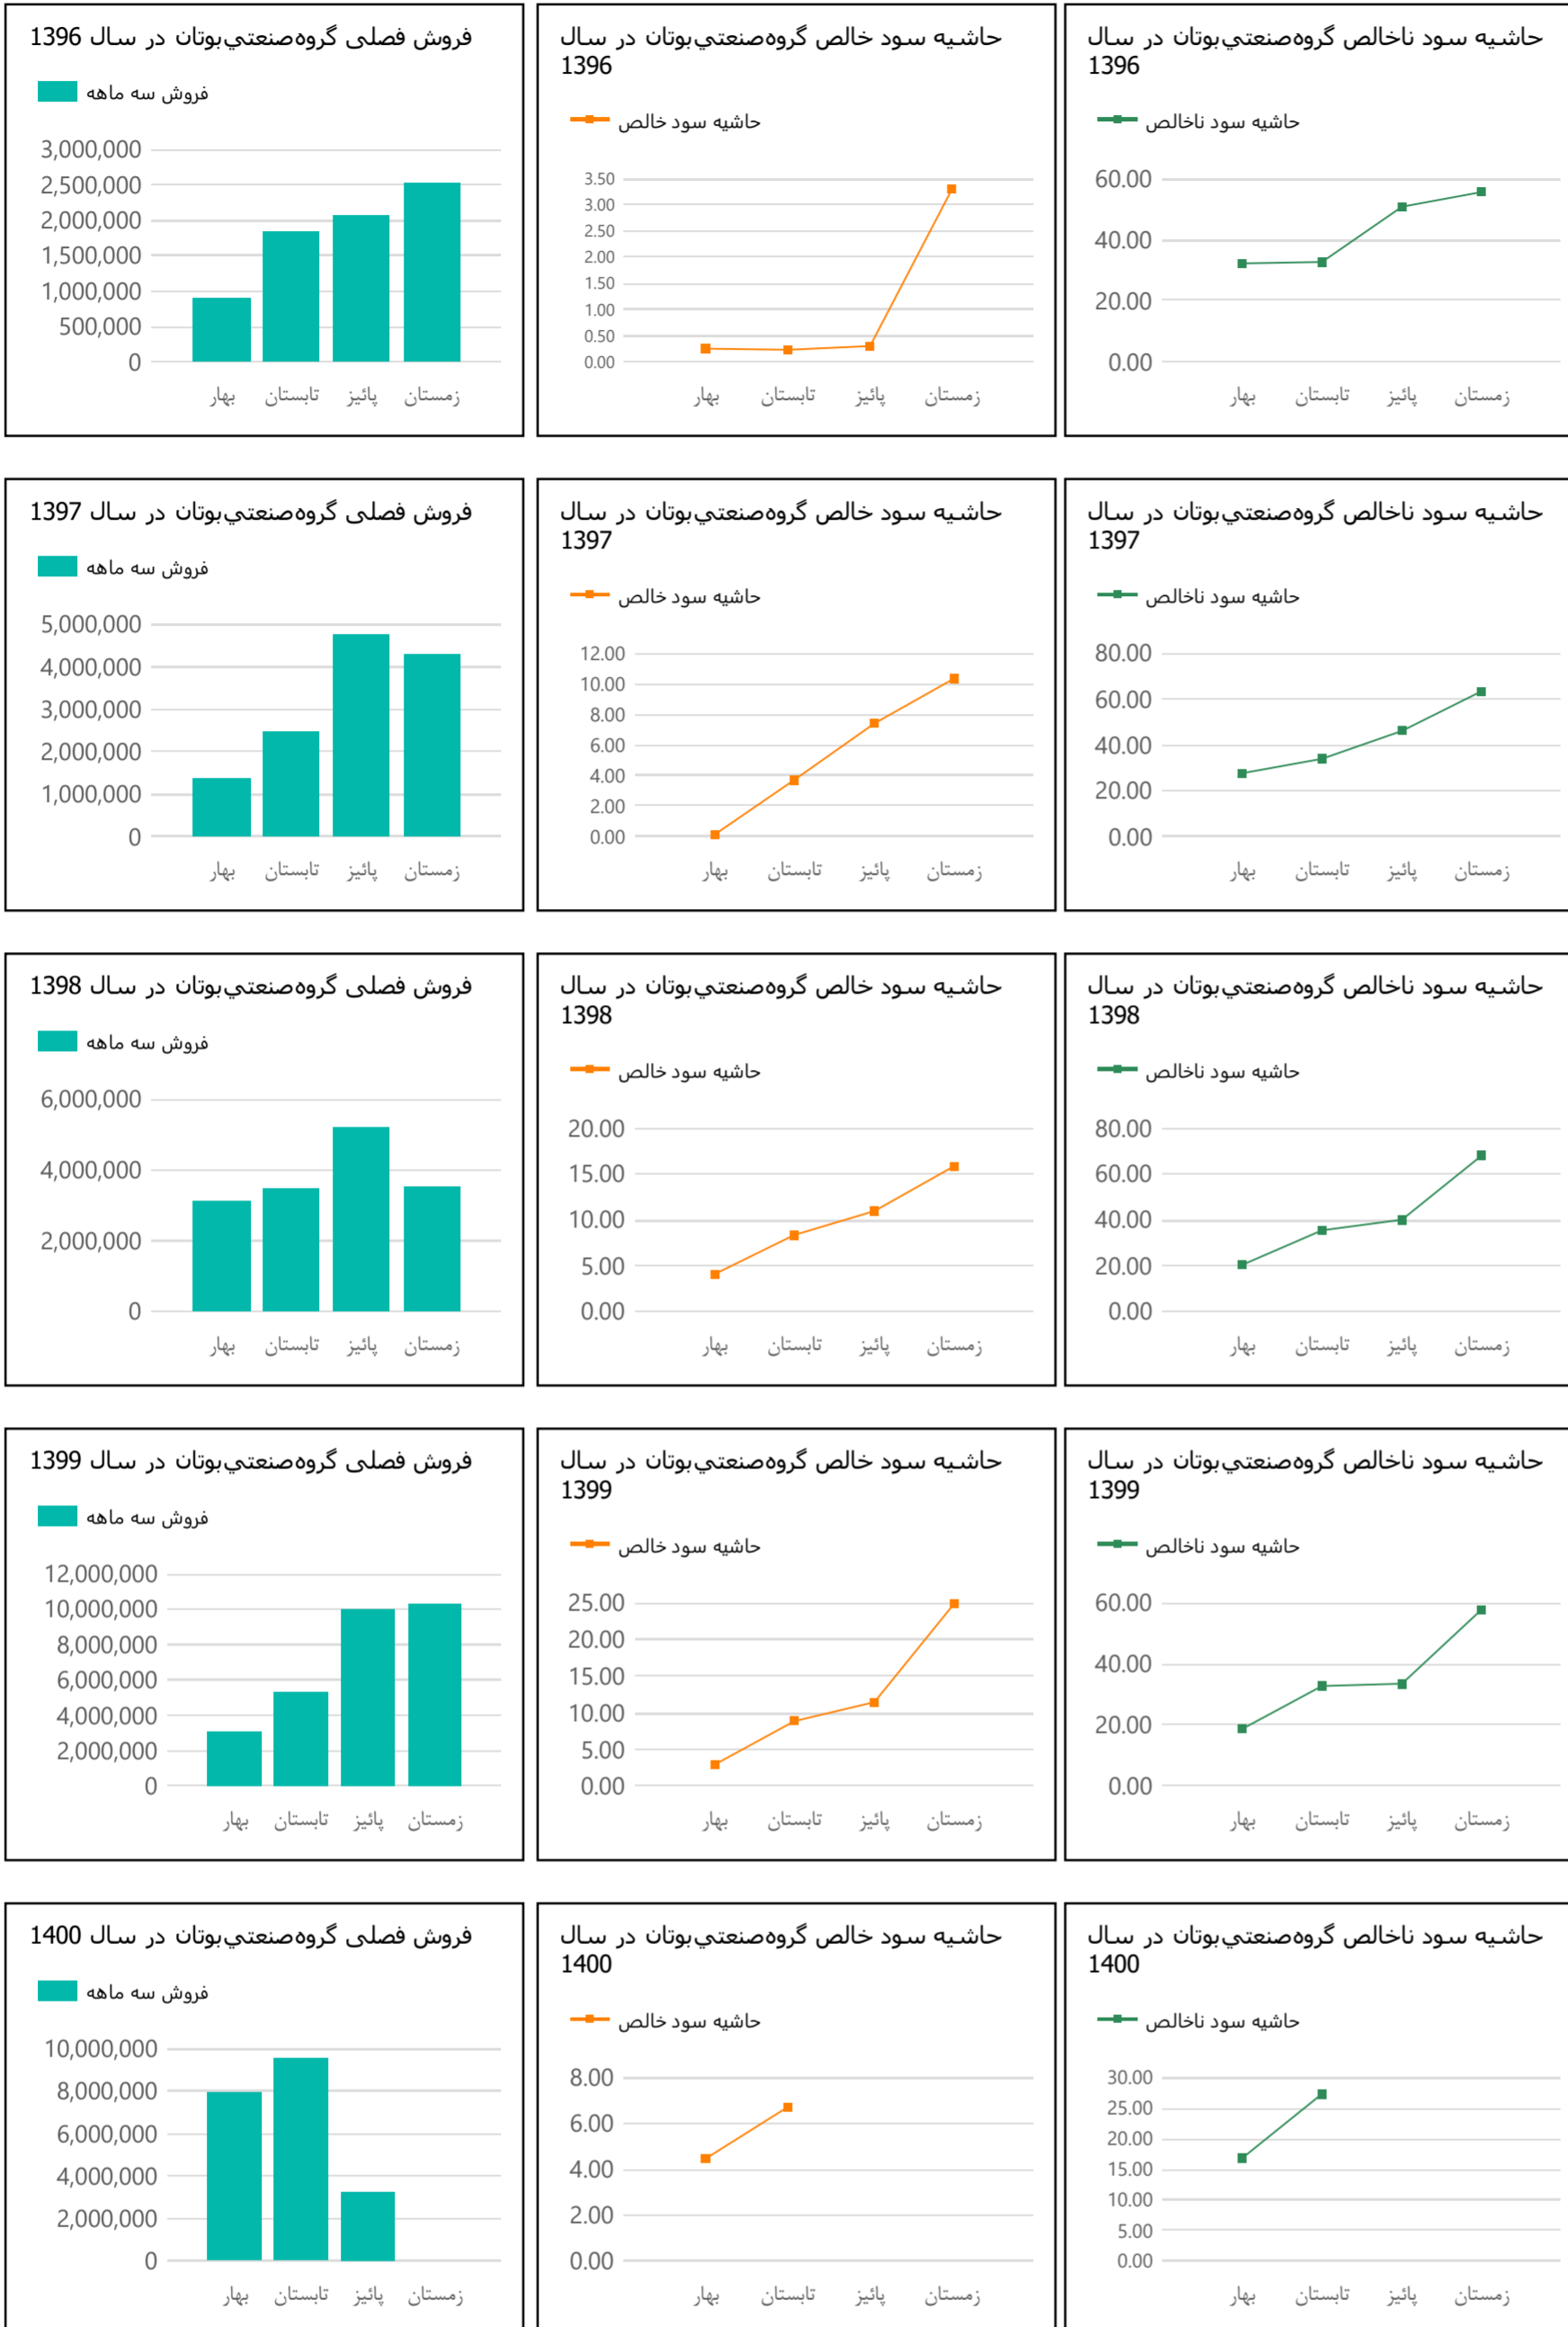 فروش فصلی گروه‌صنعتي‌بوتان در سال 1396
فروش سه ماهه
3,000,000
2,500,000
2,000,000
1,500,000
1,000,000
500,000
0
بهار تابستان پائیز زمستان
حاشیه سود خالص گروه‌صنعتي‌بوتان در سال
1396
حاشیه سود خالص
3.50
3.00
2.50
2.00
1.50
1.00
0.50
0.00
بهار تابستان پائیز زمستان
حاشیه سود ناخالص گروه‌صنعتي‌بوتان در سال
1396
حاشیه سود ناخالص
60.00
40.00
20.00
0.00
بهار تابستان پائیز زمستان
فروش فصلی گروه‌صنعتي‌بوتان در سال 1397
فروش سه ماهه
5,000,000
4,000,000
3,000,000
2,000,000
1,000,000
0
بهار تابستان پائیز زمستان
حاشیه سود خالص گروه‌صنعتي‌بوتان در سال
1397
حاشیه سود خالص
12.00
10.00
8.00
6.00
4.00
2.00
0.00
بهار تابستان پائیز زمستان
حاشیه سود ناخالص گروه‌صنعتي‌بوتان در سال
1397
حاشیه سود ناخالص
80.00
60.00
40.00
20.00
0.00
بهار تابستان پائیز زمستان
فروش فصلی گروه‌صنعتي‌بوتان در سال 1398
فروش سه ماهه
6,000,000
4,000,000
2,000,000
0
بهار تابستان پائیز زمستان
حاشیه سود خالص گروه‌صنعتي‌بوتان در سال
1398
حاشیه سود خالص
20.00
15.00
10.00
5.00
0.00
بهار تابستان پائیز زمستان
حاشیه سود ناخالص گروه‌صنعتي‌بوتان در سال
1398
حاشیه سود ناخالص
80.00
60.00
40.00
20.00
0.00
بهار تابستان پائیز زمستان
فروش فصلی گروه‌صنعتي‌بوتان در سال 1399
فروش سه ماهه
12,000,000
10,000,000
8,000,000
6,000,000
4,000,000
2,000,000
0
بهار تابستان پائیز زمستان
حاشیه سود خالص گروه‌صنعتي‌بوتان در سال
1399
حاشیه سود خالص
25.00
20.00
15.00
10.00
5.00
0.00
بهار تابستان پائیز زمستان
حاشیه سود ناخالص گروه‌صنعتي‌بوتان در سال
1399
حاشیه سود ناخالص
60.00
40.00
20.00
0.00
بهار تابستان پائیز زمستان
فروش فصلی گروه‌صنعتي‌بوتان در سال 1400
فروش سه ماهه
10,000,000
8,000,000
6,000,000
4,000,000
2,000,000
0
بهار تابستان پائیز زمستان
حاشیه سود خالص گروه‌صنعتي‌بوتان در سال
1400
حاشیه سود خالص
8.00
6.00
4.00
2.00
0.00
بهار تابستان پائیز زمستان
حاشیه سود ناخالص گروه‌صنعتي‌بوتان در سال
1400
حاشیه سود ناخالص
30.00
25.00
20.00
15.00
10.00
5.00
0.00
بهار تابستان پائیز زمستان